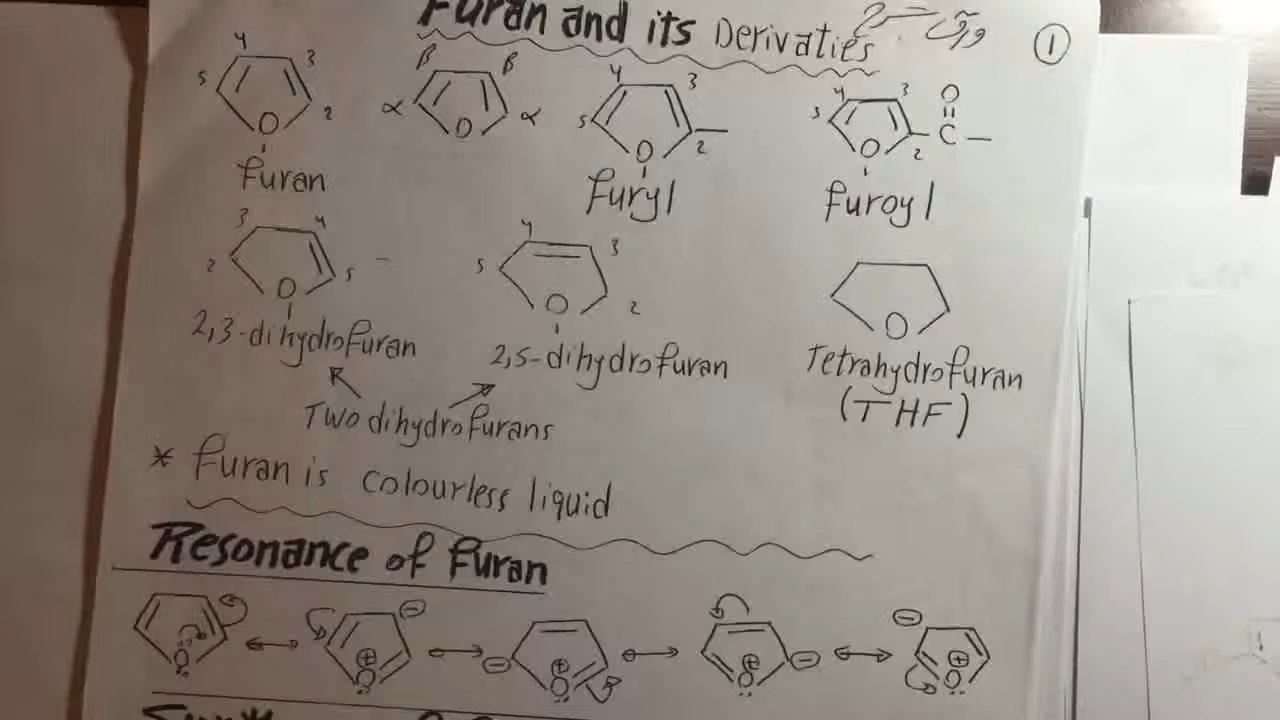 Furan and its Derivaties
1
4 3 5 2 O
β β α α O
4 3 5 2 O
4 3 5 2 O C O
furan
furyl
furoyl
3 4 2 5 O
4 3 5 2 O
O
2,3-dihydrofuran
2,5-dihydrofuran
Tetrahydrofuran
(THF)
Two dihydrofurans
* furan is colourless liquid
Resonance of furan
O
⊕ O ⊖
⊖ ⊕ O
⊕ O ⊖
⊖ ⊕ O